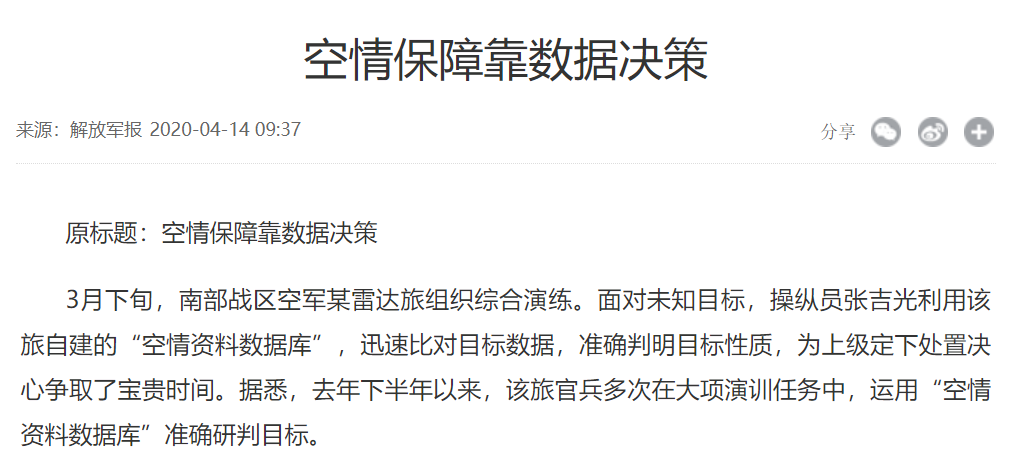 空情保障靠数据决策
来源：解放军报 2020-04-14 09:37
分享
原标题：空情保障靠数据决策
3月下旬，南部战区空军某雷达旅组织综合演练。面对未知目标，操纵员张吉光利用该
旅自建的“空情资料数据库”，迅速比对目标数据，准确判明目标性质，为上级定下处置决
心争取了宝贵时间。据悉，去年下半年以来，该旅官兵多次在大项演训任务中，运用“空情
资料数据库”准确研判目标。